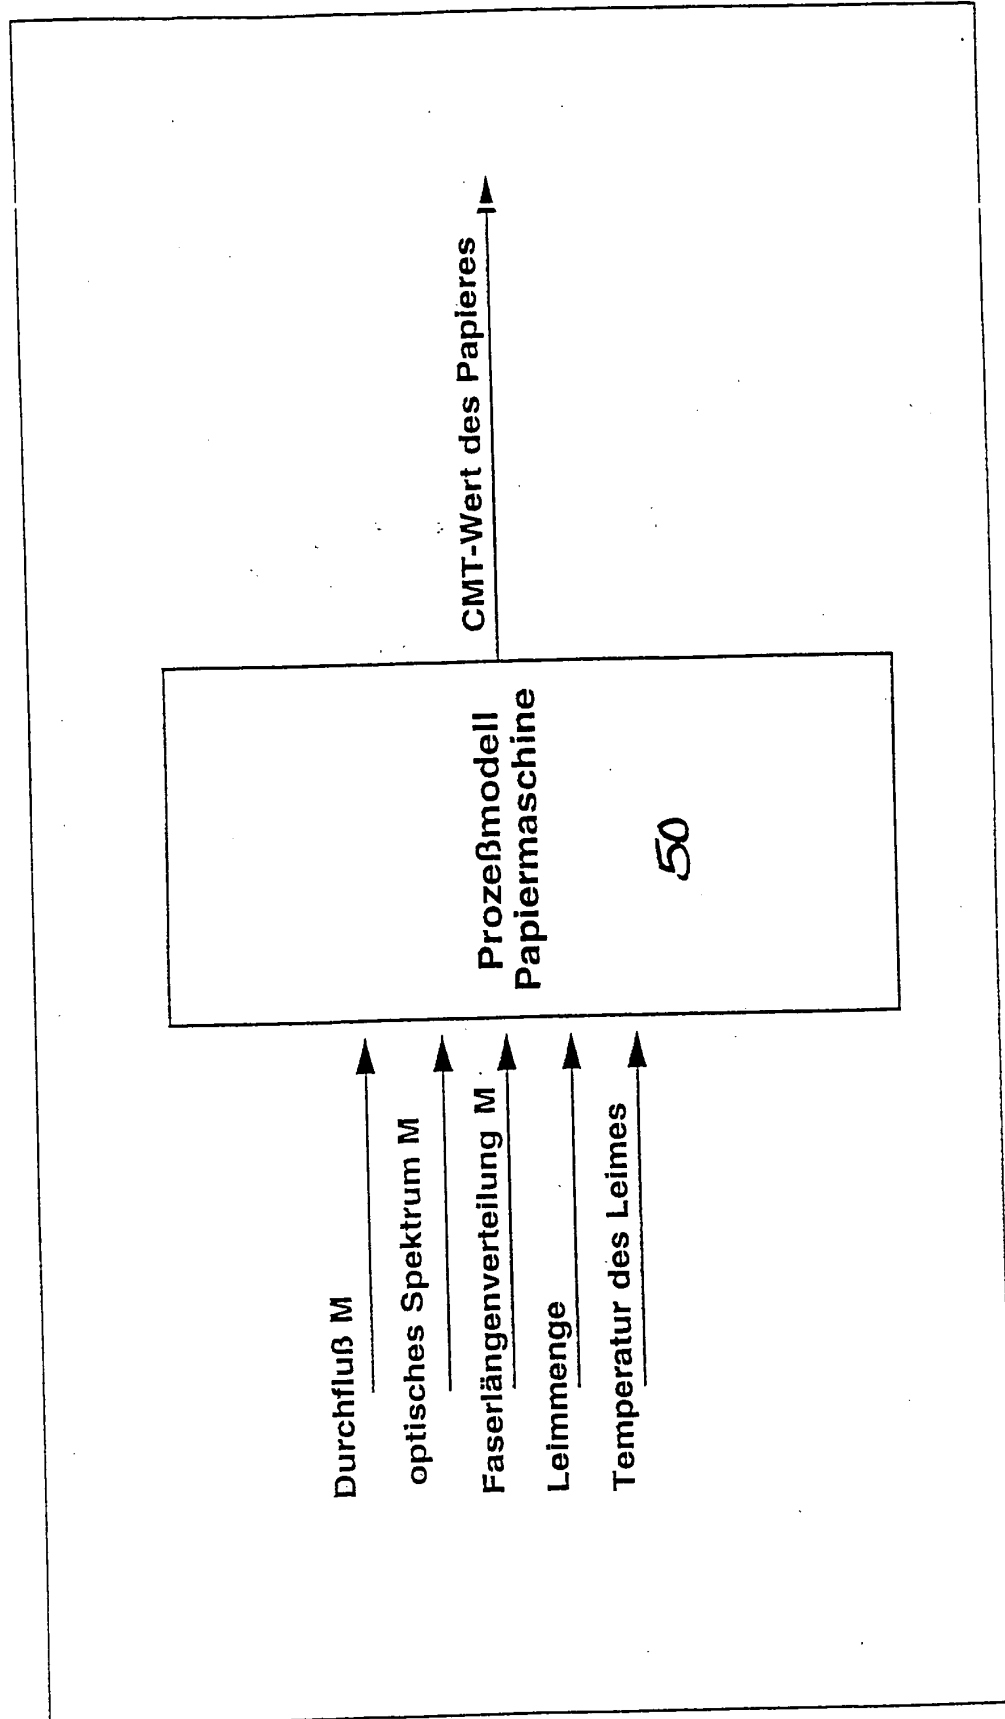 Durchfluß M
optisches Spektrum M
Faserlängenverteilung M
Leimmenge
Temperatur des Leimes
Prozeßmodell
Papiermaschine
50
CMT-Wert des Papieres